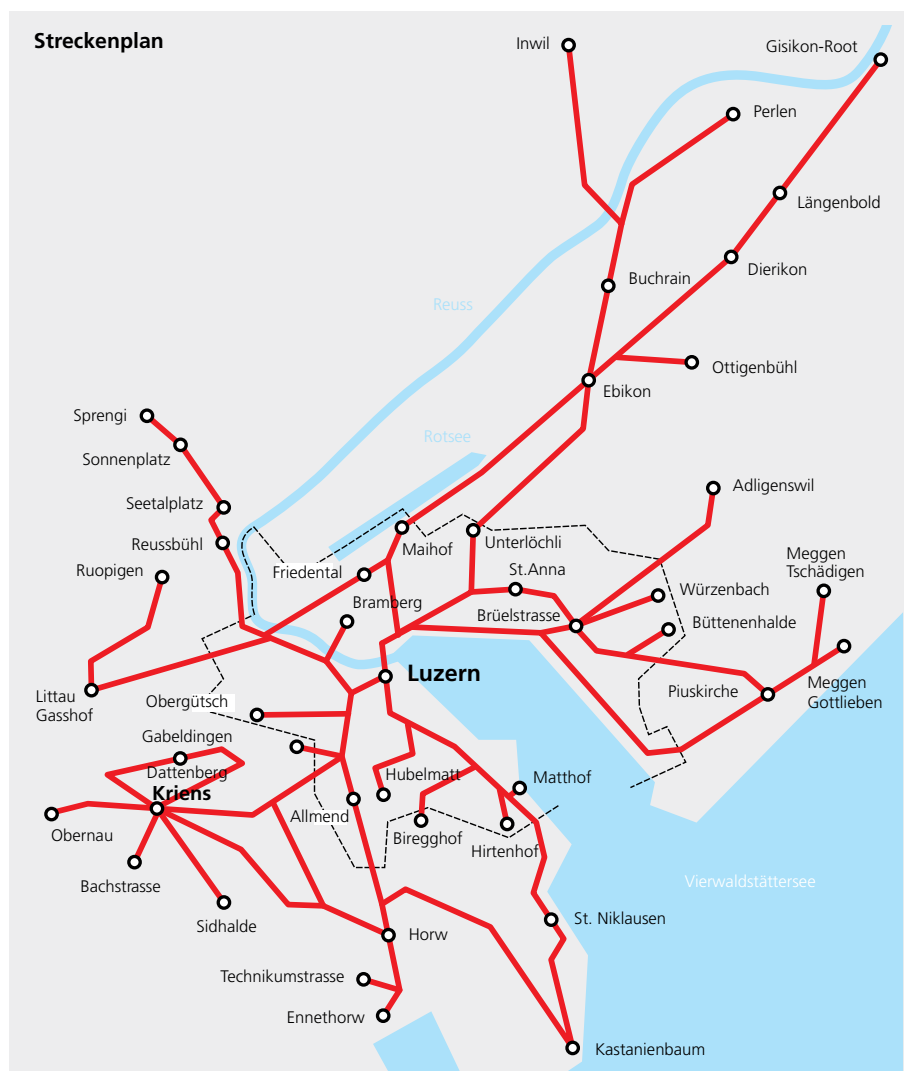 Streckenplan
Inwil
Gisikon-Root
Perlen
Längenbold
Dierikon
Buchrain
Reuss
Ottigenbühl
Ebikon
Sprengi
Rotsee
Sonnenplatz
Adligenswil
Seetalplatz
Reussbühl
Maihof
Unterlöchli
Meggen
Tschädigen
Ruopigen
Friedental
St.Anna
Würzenbach
Bramberg
Brüelstrasse
Büttenenhalde
Luzern
Littau
Gasshof
Obergütsch
Piuskirche
Meggen
Gottlieben
Gabeldingen
Dattenberg
Hubelmatt
Matthof
Kriens
Obernau
Allmend
Biregghof
Hirtenhof
Bachstrasse
Vierwaldstättersee
Sidhalde
Horw
St. Niklausen
Technikumstrasse
Ennethorw
Kastanienbaum